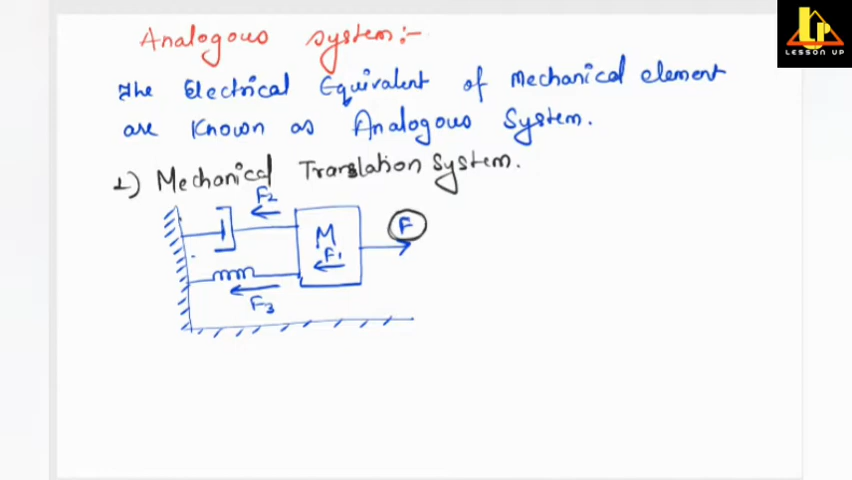 Analogous system:-
The Electrical Equivalent of Mechanical element
are Known as Analogous System.
1) Mechanical Translation System.
F2
M
F
F1
F3
LESSON UP